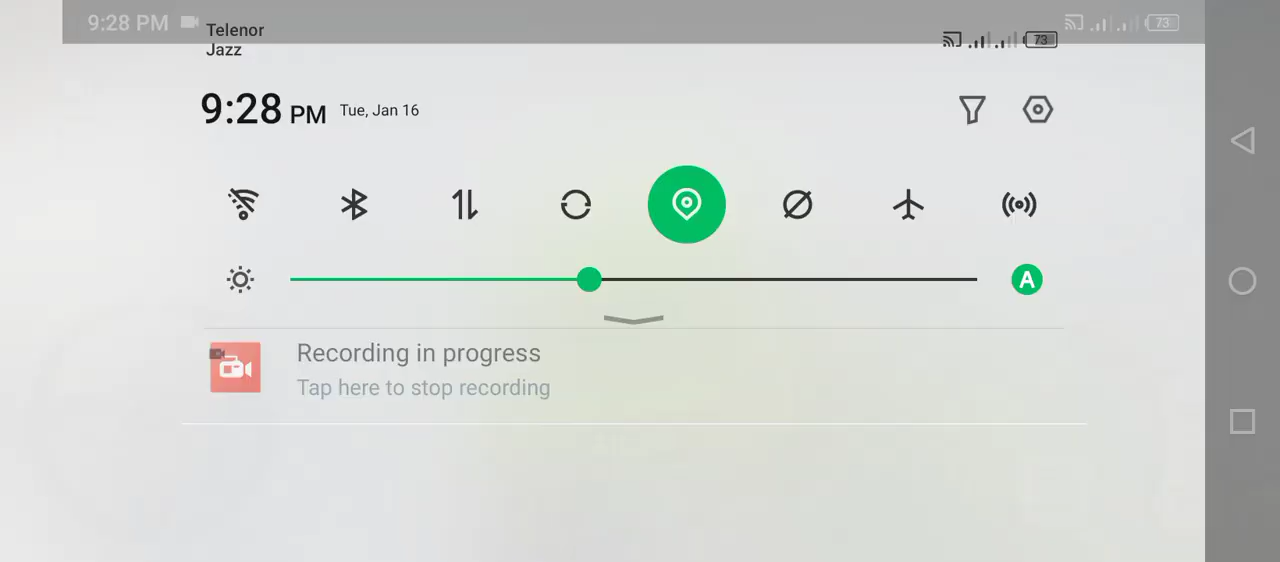 9:28 PM
73
Telenor
Jazz
73
9:28 PM Tue, Jan 16
A
Recording in progress
Tap here to stop recording